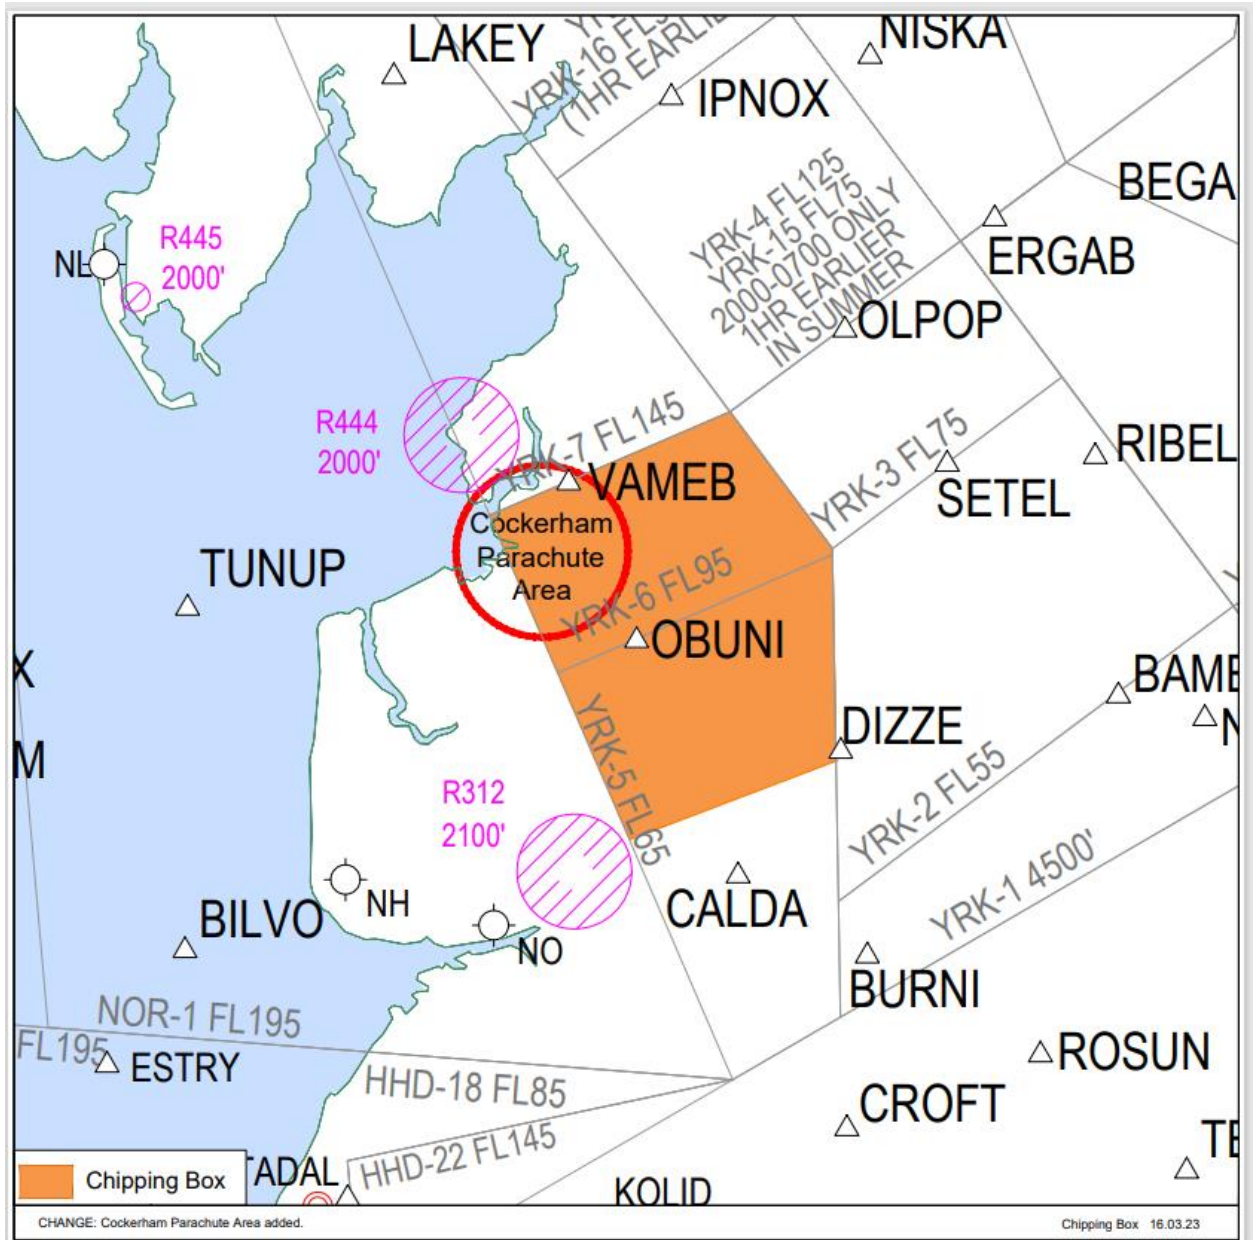 LAKEY
NISKA
YRK-16 FL
(1HR EARLIE
IPNOX
BEGA
YRK-4 FL125
YRK-15 FL75
2000-0700 ONLY
1HR EARLIER
IN SUMMER
R445
2000'
NL
ERGAB
OLPOP
R444
2000'
YRK-7 FL145
YRK-3 FL75
RIBEL
VAMEB
SETEL
Cockerham
Parachute
Area
TUNUP
YRK-6 FL95
OBUNI
X
BAME
N
DIZZE
M
YRK-5 FL65
R312
2100'
YRK-2 FL55
YRK-1 4500'
NH
CALDA
BILVO
NO
BURNI
NOR-1 FL195
FL195
ESTRY
ROSUN
HHD-18 FL85
CROFT
HHD-22 FL145
TE
Chipping Box
TADAL
KOLID
CHANGE: Cockerham Parachute Area added.
Chipping Box 16.03.23